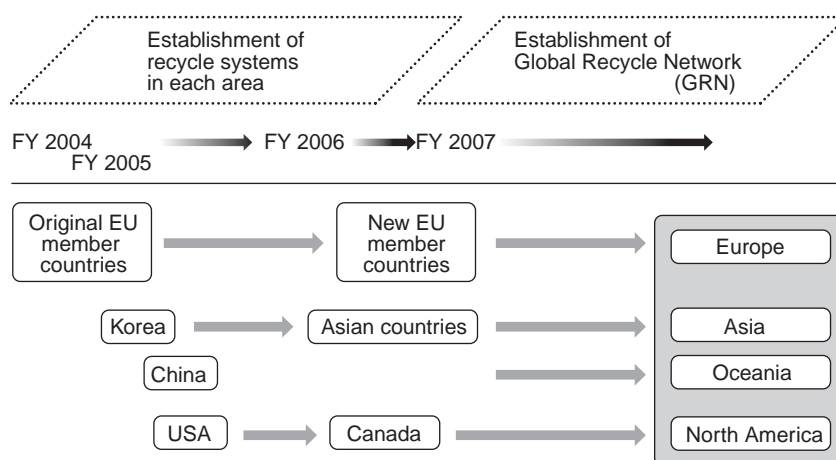 Establishment of
recycle systems
in each area
Establishment of
Global Recycle Network
(GRN)
FY 2004
FY 2005
FY 2006
FY 2007
Original EU
member
countries
New EU
member
countries
Europe
Korea
Asian countries
Asia
China
Oceania
USA
Canada
North America